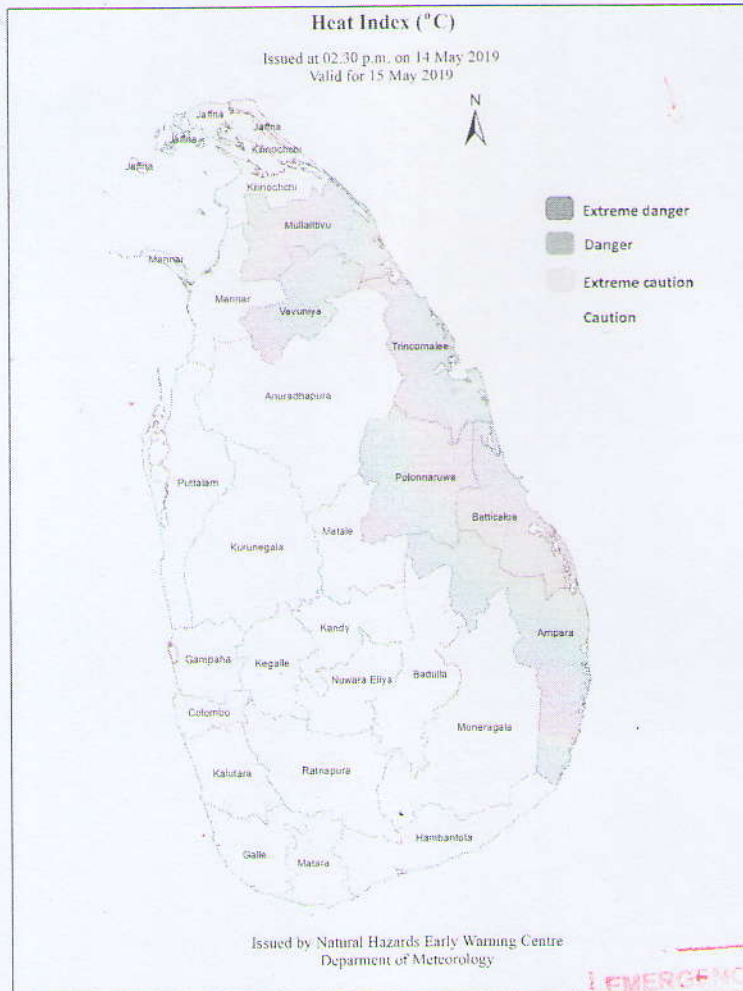 Heat Index (°C)
Issued at 02.30 p.m. on 14 May 2019
Valid for 15 May 2019
N
Jaffna
Jaffna
Jaffna
Kilinochchi
Jaffna
Kilinochchi
Extreme danger
Mullaitivu
Danger
Mannar
Extreme caution
Mannar
Vavuniya
Caution
Trincomalee
Anuradhapura
Puttalam
Polonnaruwa
Batticaloa
Matale
Kurunegala
Kandy
Ampara
Gampaha
Kegalle
Nuwara Eliya
Badulla
Colombo
Moneragala
Kalutara
Ratnapura
Hambantota
Galle
Matara
Issued by Natural Hazards Early Warning Centre
Deparment of Meteorology
EMERGENC